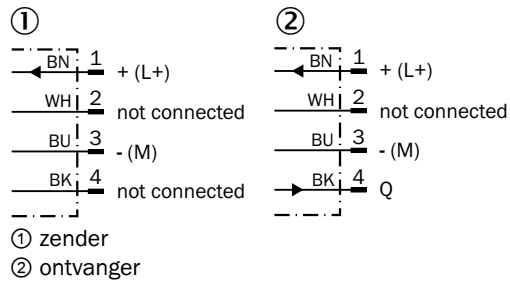 ①
BN 1 + (L+)
WH 2 not connected
BU 3 - (M)
BK 4 not connected
②
BN 1 + (L+)
WH 2 not connected
BU 3 - (M)
BK 4 Q
① zender
② ontvanger